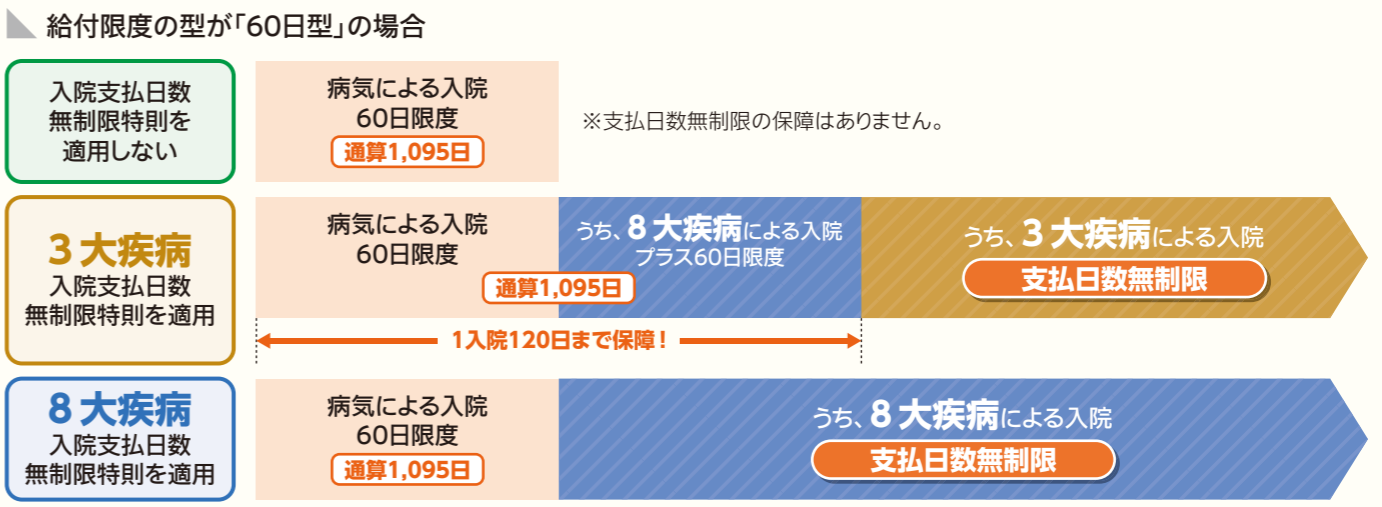 給付限度の型が「60日型」の場合
入院支払日数
無制限特則を
適用しない
病気による入院
60日限度
通算1,095日
※支払日数無制限の保障はありません。
3大疾病
入院支払日数
無制限特則を適用
病気による入院
60日限度
うち、8大疾病による入院
プラス60日限度
通算1,095日
うち、3大疾病による入院
支払日数無制限
1入院120日まで保障!
8大疾病
入院支払日数
無制限特則を適用
病気による入院
60日限度
通算1,095日
うち、8大疾病による入院
支払日数無制限